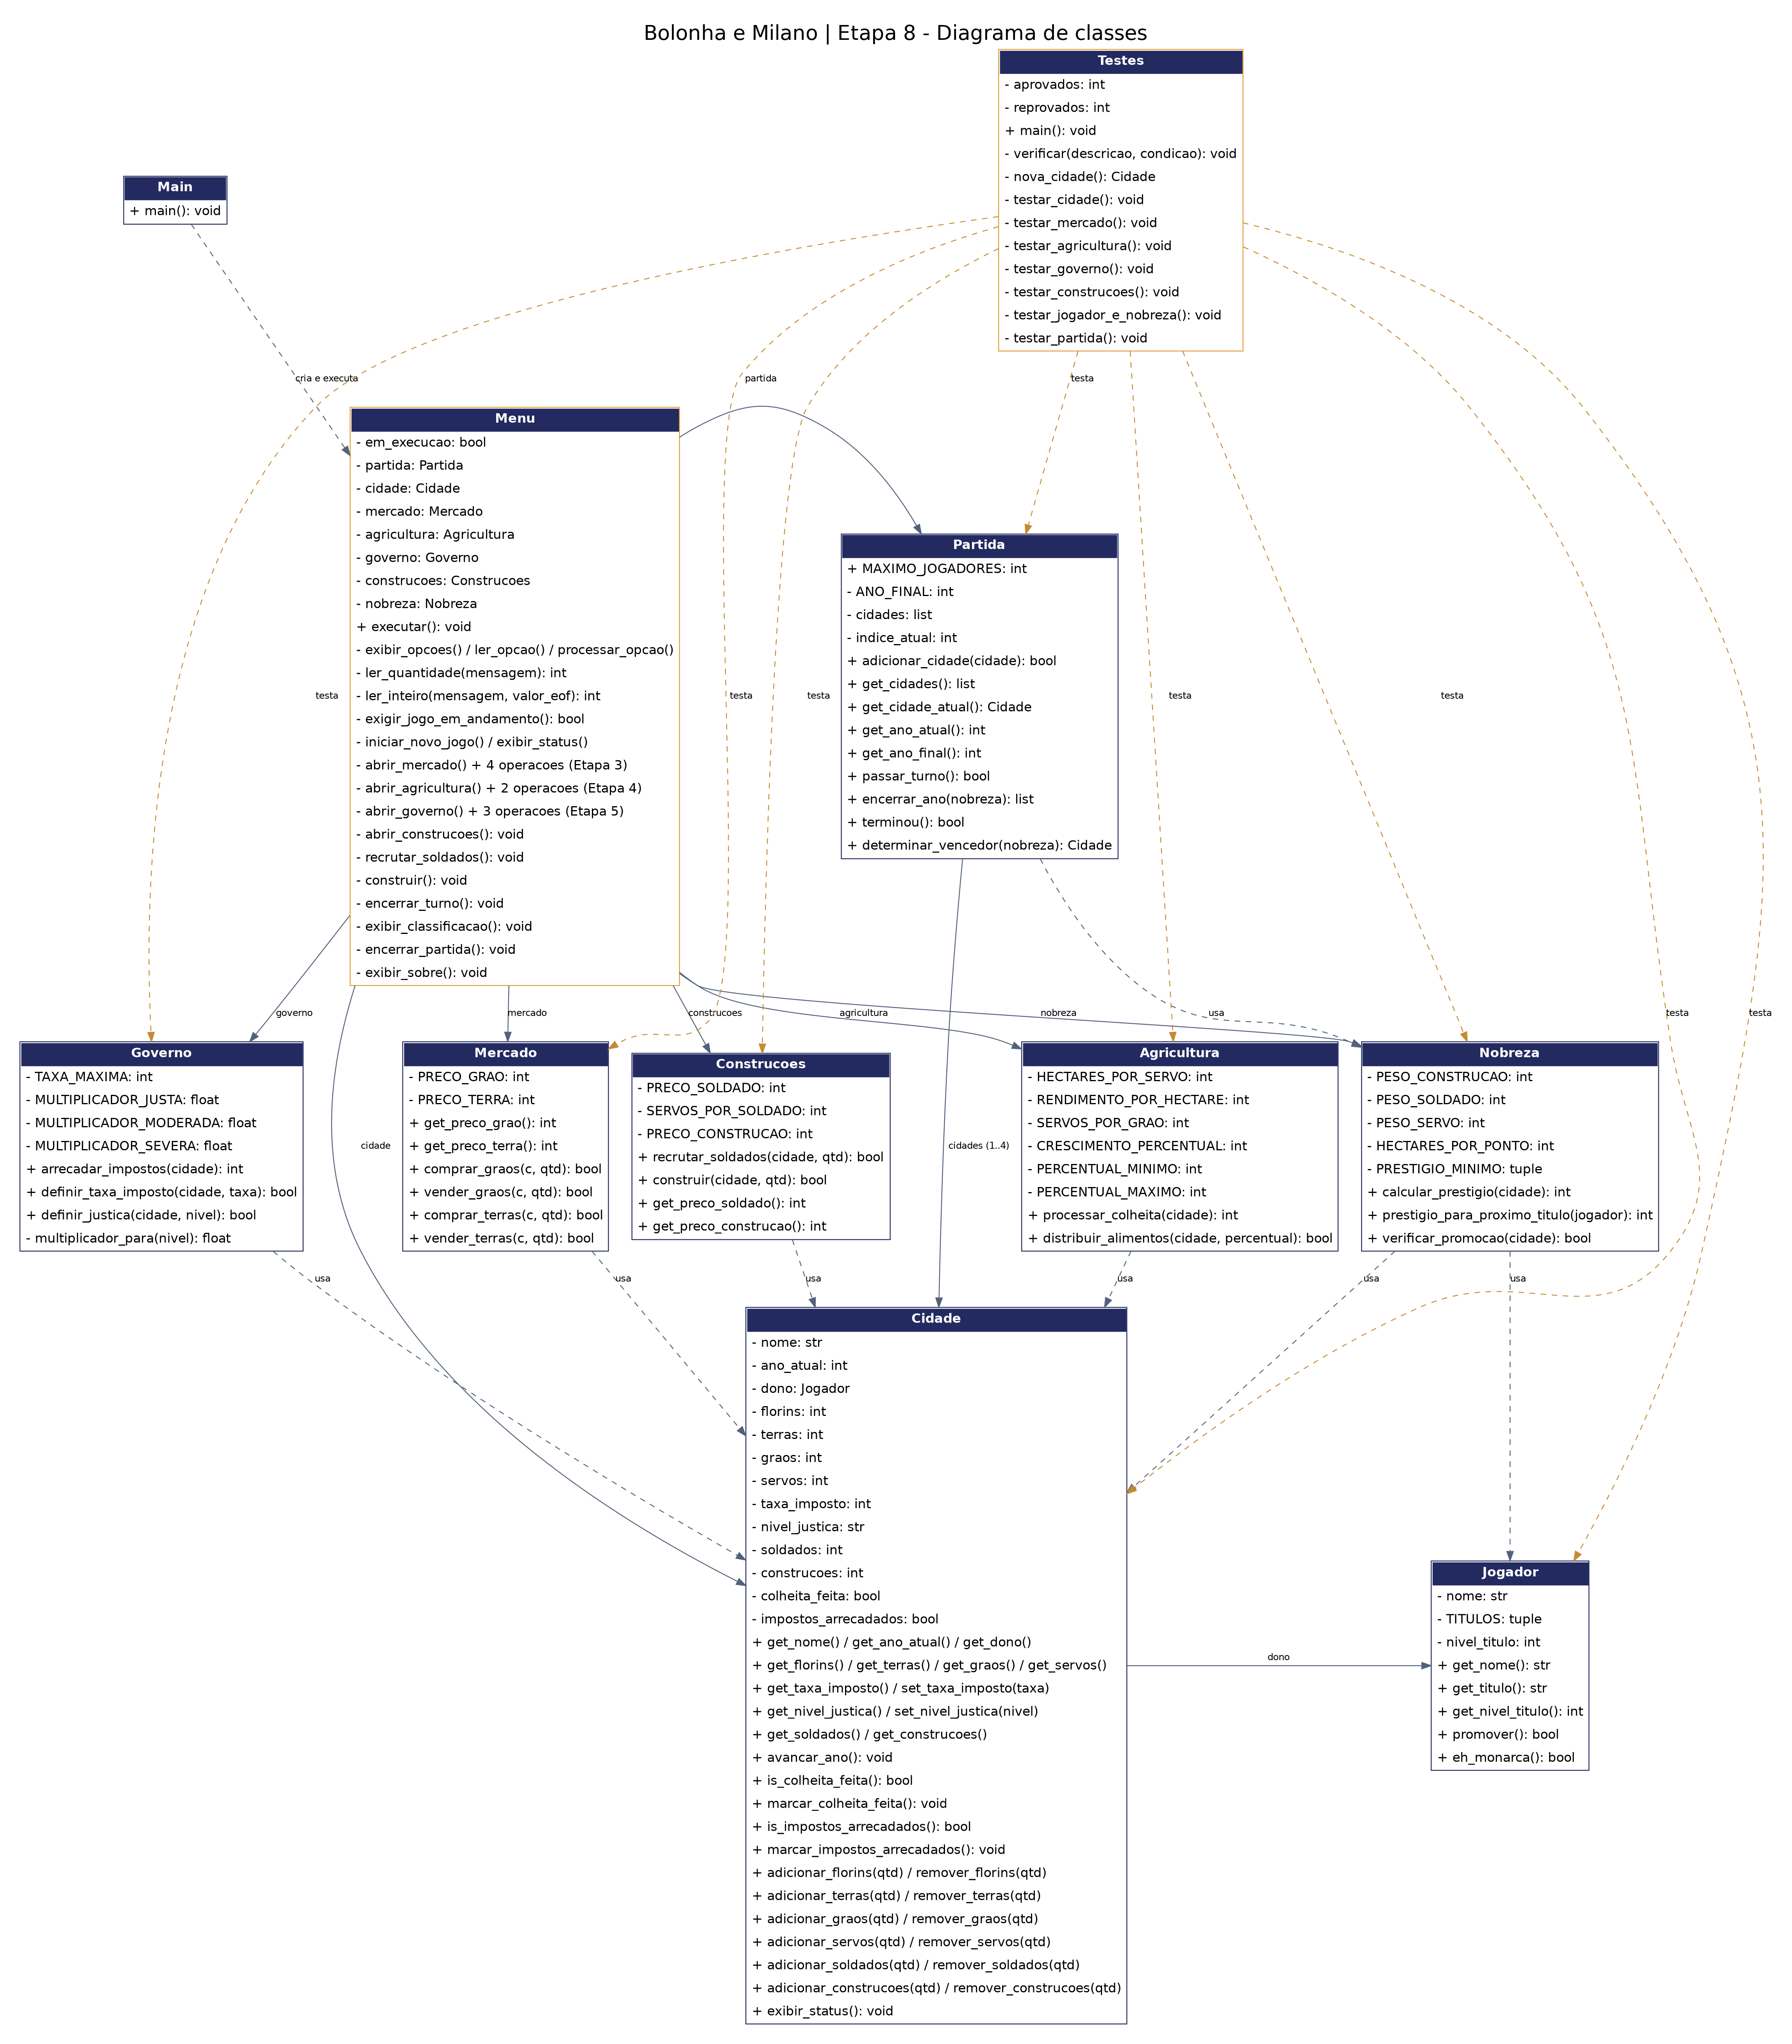 Bolonha e Milano | Etapa 8 - Diagrama de classes
Testes
- aprovados: int
- reprovados: int
+ main(): void
- verificar(descricao, condicao): void
- nova_cidade(): Cidade
- testar_cidade(): void
- testar_mercado(): void
- testar_agricultura(): void
- testar_governo(): void
- testar_construcoes(): void
- testar_jogador_e_nobreza(): void
- testar_partida(): void
Main
+ main(): void
cria e executa
partida
testa
Menu
- em_execucao: bool
- partida: Partida
- cidade: Cidade
- mercado: Mercado
- agricultura: Agricultura
- governo: Governo
- construcoes: Construcoes
- nobreza: Nobreza
+ executar(): void
- exibir_opcoes() / ler_opcao() / processar_opcao()
- ler_quantidade(mensagem): int
- ler_inteiro(mensagem, valor_eof): int
- exigir_jogo_em_andamento(): bool
- iniciar_novo_jogo() / exibir_status()
- abrir_mercado() + 4 operacoes (Etapa 3)
- abrir_agricultura() + 2 operacoes (Etapa 4)
- abrir_governo() + 3 operacoes (Etapa 5)
- abrir_construcoes(): void
- recrutar_soldados(): void
- construir(): void
- encerrar_turno(): void
- exibir_classificacao(): void
- encerrar_partida(): void
- exibir_sobre(): void
Partida
+ MAXIMO_JOGADORES: int
- ANO_FINAL: int
- cidades: list
- indice_atual: int
+ adicionar_cidade(cidade): bool
+ get_cidades(): list
+ get_cidade_atual(): Cidade
+ get_ano_atual(): int
+ get_ano_final(): int
+ passar_turno(): bool
+ encerrar_ano(nobreza): list
+ terminou(): bool
+ determinar_vencedor(nobreza): Cidade
testa
testa
testa
testa
testa
governo
mercado
construcoes
agricultura
nobreza
usa
testa
testa
Governo
- TAXA_MAXIMA: int
- MULTIPLICADOR_JUSTA: float
- MULTIPLICADOR_MODERADA: float
- MULTIPLICADOR_SEVERA: float
+ arrecadar_impostos(cidade): int
+ definir_taxa_imposto(cidade, taxa): bool
+ definir_justica(cidade, nivel): bool
- multiplicador_para(nivel): float
cidade
Mercado
- PRECO_GRAO: int
- PRECO_TERRA: int
+ get_preco_grao(): int
+ get_preco_terra(): int
+ comprar_graos(c, qtd): bool
+ vender_graos(c, qtd): bool
+ comprar_terras(c, qtd): bool
+ vender_terras(c, qtd): bool
Construcoes
- PRECO_SOLDADO: int
- SERVOS_POR_SOLDADO: int
- PRECO_CONSTRUCAO: int
+ recrutar_soldados(cidade, qtd): bool
+ construir(cidade, qtd): bool
+ get_preco_soldado(): int
+ get_preco_construcao(): int
cidades (1..4)
Agricultura
- HECTARES_POR_SERVO: int
- RENDIMENTO_POR_HECTARE: int
- SERVOS_POR_GRAO: int
- CRESCIMENTO_PERCENTUAL: int
- PERCENTUAL_MINIMO: int
- PERCENTUAL_MAXIMO: int
+ processar_colheita(cidade): int
+ distribuir_alimentos(cidade, percentual): bool
Nobreza
- PESO_CONSTRUCAO: int
- PESO_SOLDADO: int
- PESO_SERVO: int
- HECTARES_POR_PONTO: int
- PRESTIGIO_MINIMO: tuple
+ calcular_prestigio(cidade): int
+ prestigio_para_proximo_titulo(jogador): int
+ verificar_promocao(cidade): bool
usa
usa
usa
usa
usa
usa
Cidade
- nome: str
- ano_atual: int
- dono: Jogador
- florins: int
- terras: int
- graos: int
- servos: int
- taxa_imposto: int
- nivel_justica: str
- soldados: int
- construcoes: int
- colheita_feita: bool
- impostos_arrecadados: bool
+ get_nome() / get_ano_atual() / get_dono()
+ get_florins() / get_terras() / get_graos() / get_servos()
+ get_taxa_imposto() / set_taxa_imposto(taxa)
+ get_nivel_justica() / set_nivel_justica(nivel)
+ get_soldados() / get_construcoes()
+ avancar_ano(): void
+ is_colheita_feita(): bool
+ marcar_colheita_feita(): void
+ is_impostos_arrecadados(): bool
+ marcar_impostos_arrecadados(): void
+ adicionar_florins(qtd) / remover_florins(qtd)
+ adicionar_terras(qtd) / remover_terras(qtd)
+ adicionar_graos(qtd) / remover_graos(qtd)
+ adicionar_servos(qtd) / remover_servos(qtd)
+ adicionar_soldados(qtd) / remover_soldados(qtd)
+ adicionar_construcoes(qtd) / remover_construcoes(qtd)
+ exibir_status(): void
dono
Jogador
- nome: str
- TITULOS: tuple
- nivel_titulo: int
+ get_nome(): str
+ get_titulo(): str
+ get_nivel_titulo(): int
+ promover(): bool
+ eh_monarca(): bool